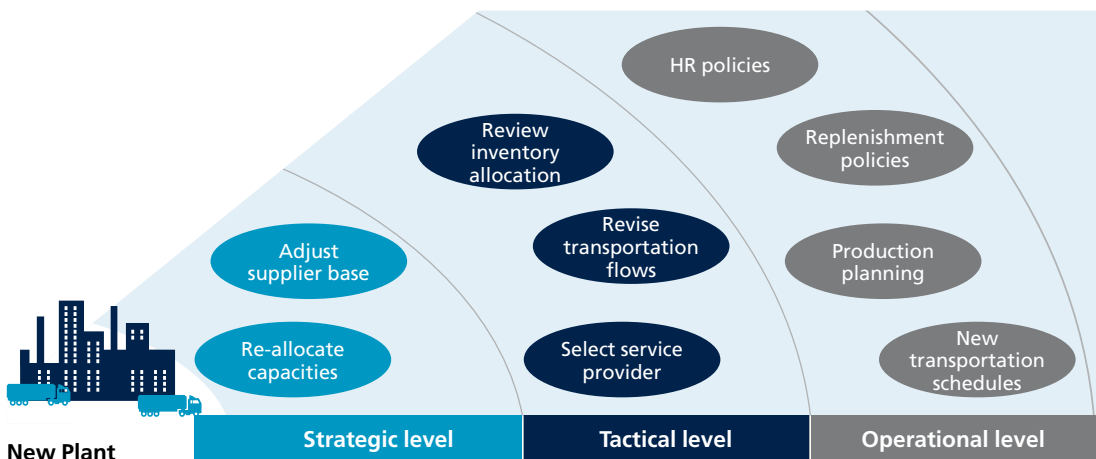 HR policies
Review
inventory
allocation
Replenishment
policies
Adjust
supplier base
Revise
transportation
flows
Production
planning
Re-allocate
capacities
Select service
provider
New
transportation
schedules
New Plant
Strategic level
Tactical level
Operational level